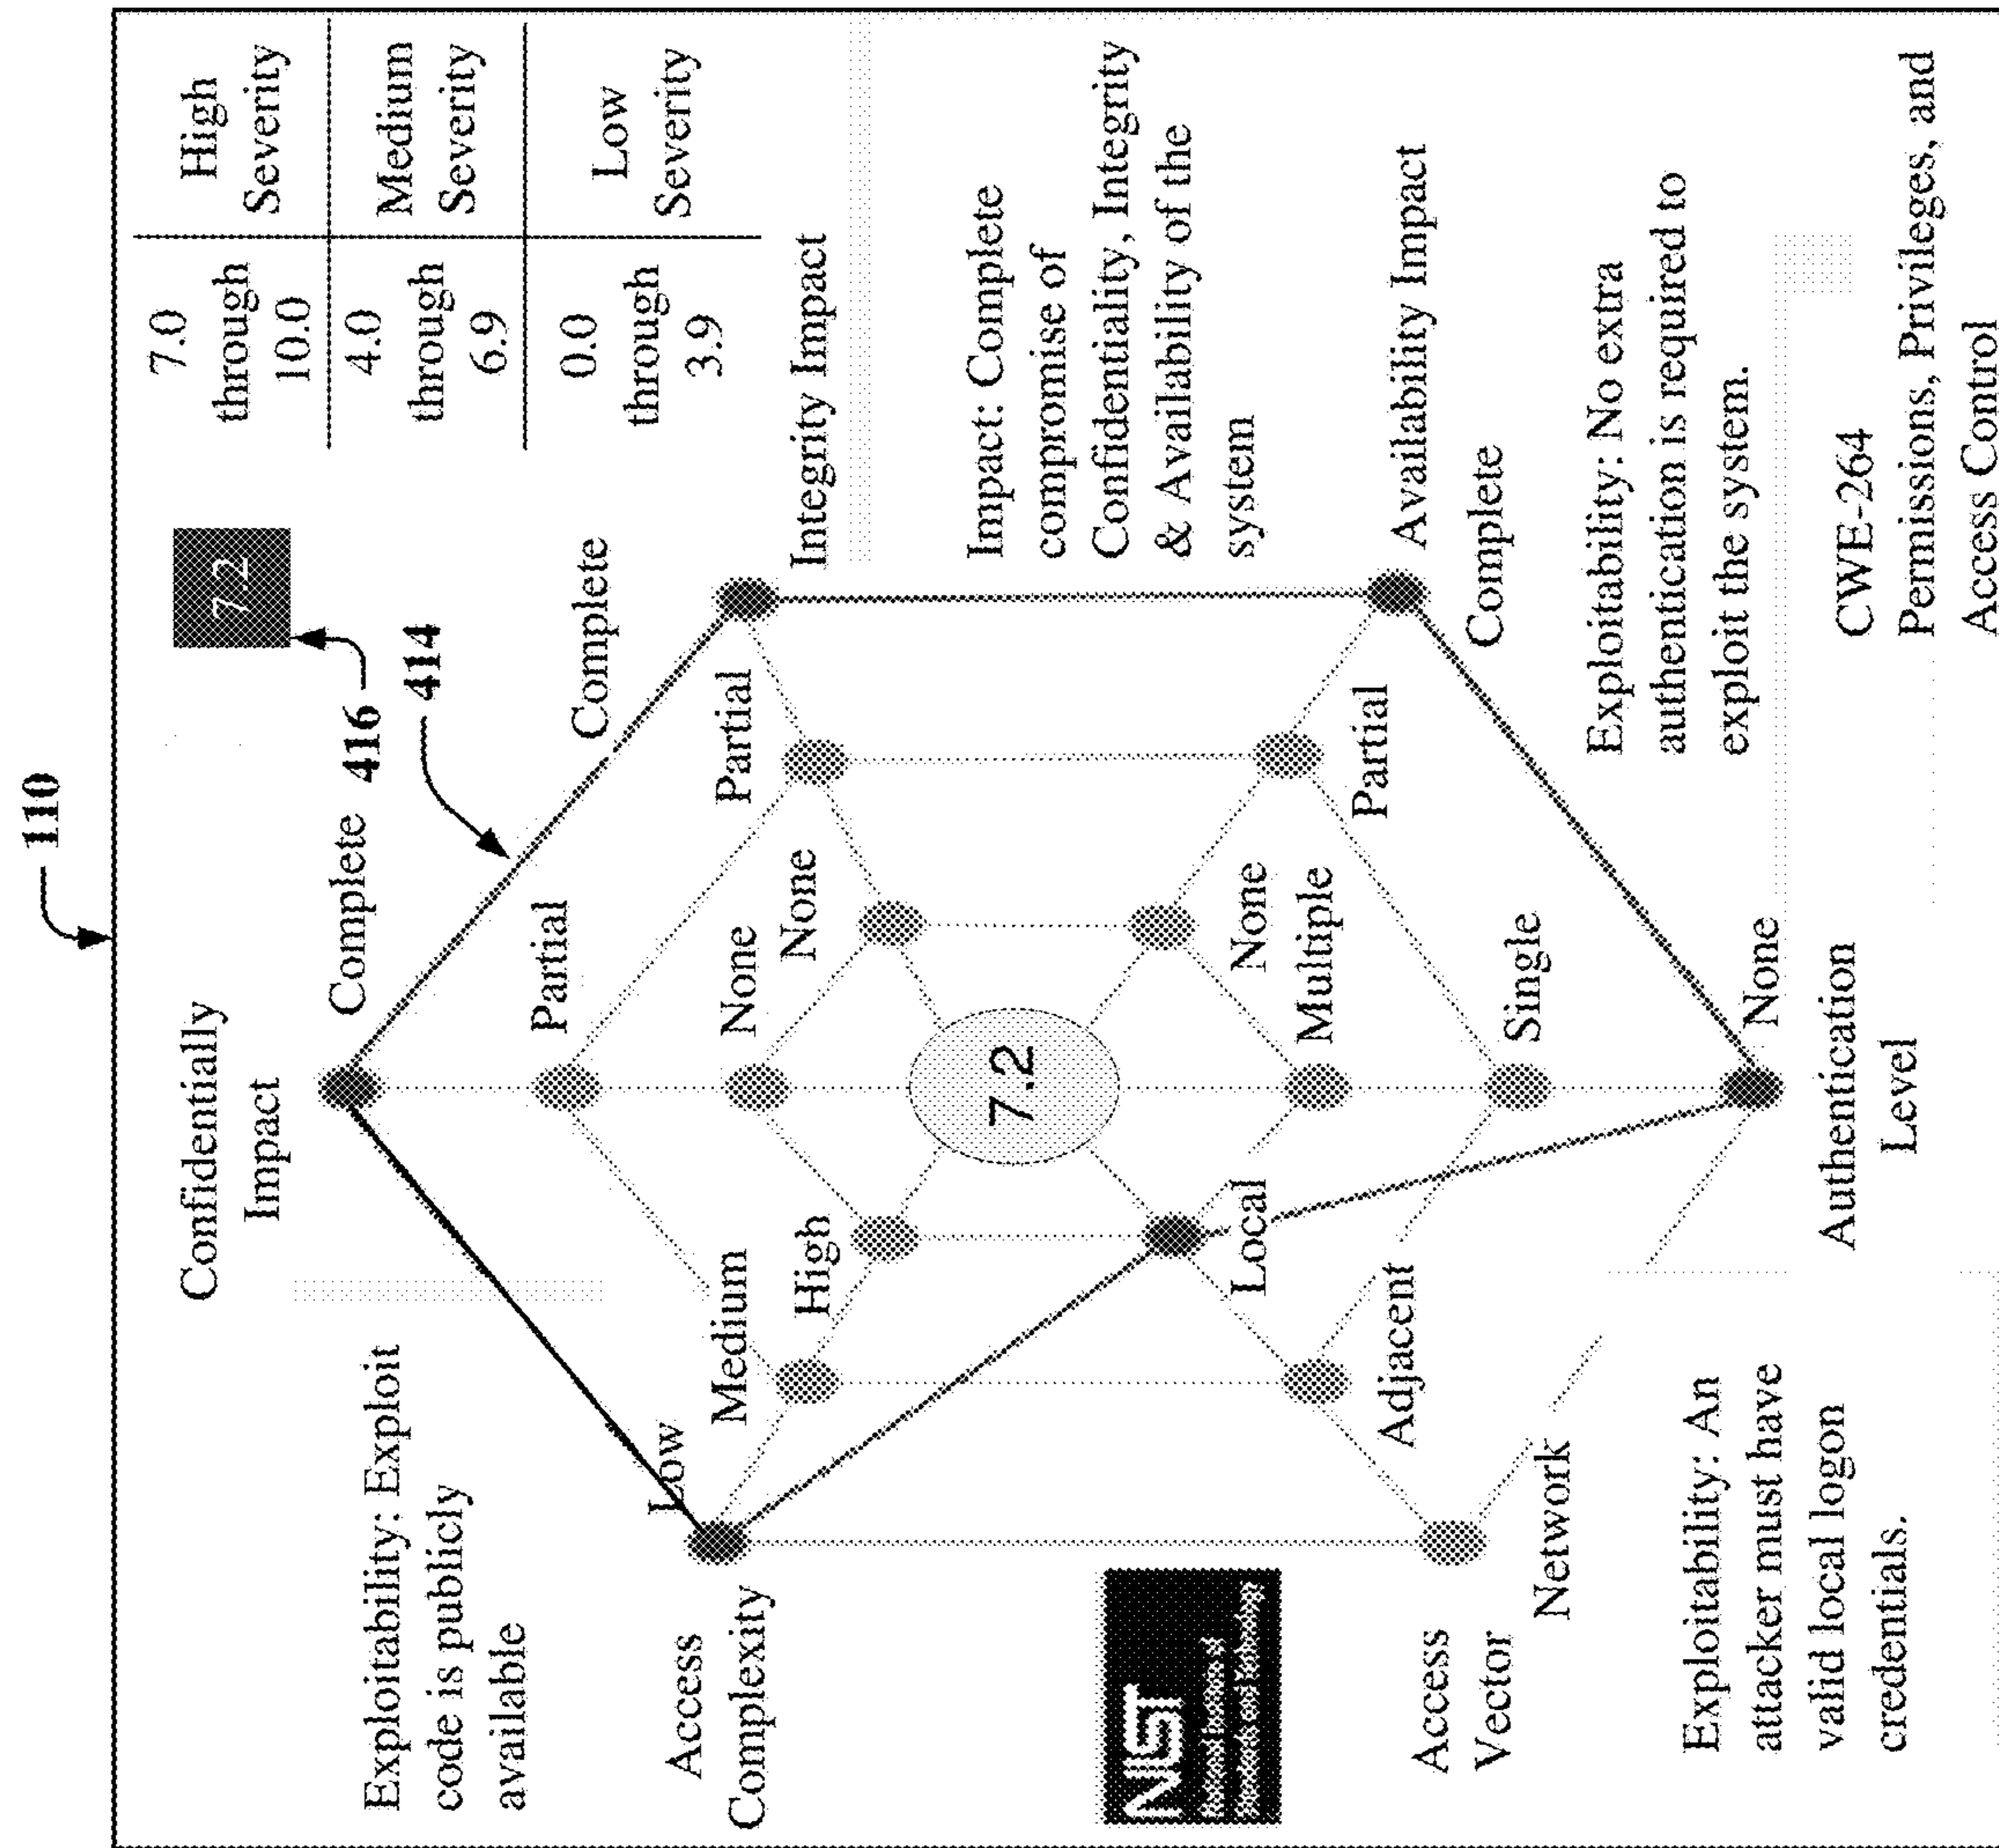 110
Confidentially
Impact
7.2
416
414
7.0
through
10.0
High
Severity
4.0
through
6.9
Medium
Severity
0.0
through
3.9
Low
Severity
Exploitability: Exploit
code is publicly
available
Complete
Partial
None
Complete
Partial
None
Integrity Impact
Low
Medium
High
Access
Complexity
7.2
Impact: Complete
compromise of
Confidentiality, Integrity
& Availability of the
system
NIST
Access
Vector
Local
Adjacent
Network
None
Multiple
Single
None
Partial
Complete
Availability Impact
Authentication
Level
Exploitability: An
attacker must have
valid local logon
credentials.
Exploitability: No extra
authentication is required to
exploit the system.
CWE-264
Permissions, Privileges, and
Access Control